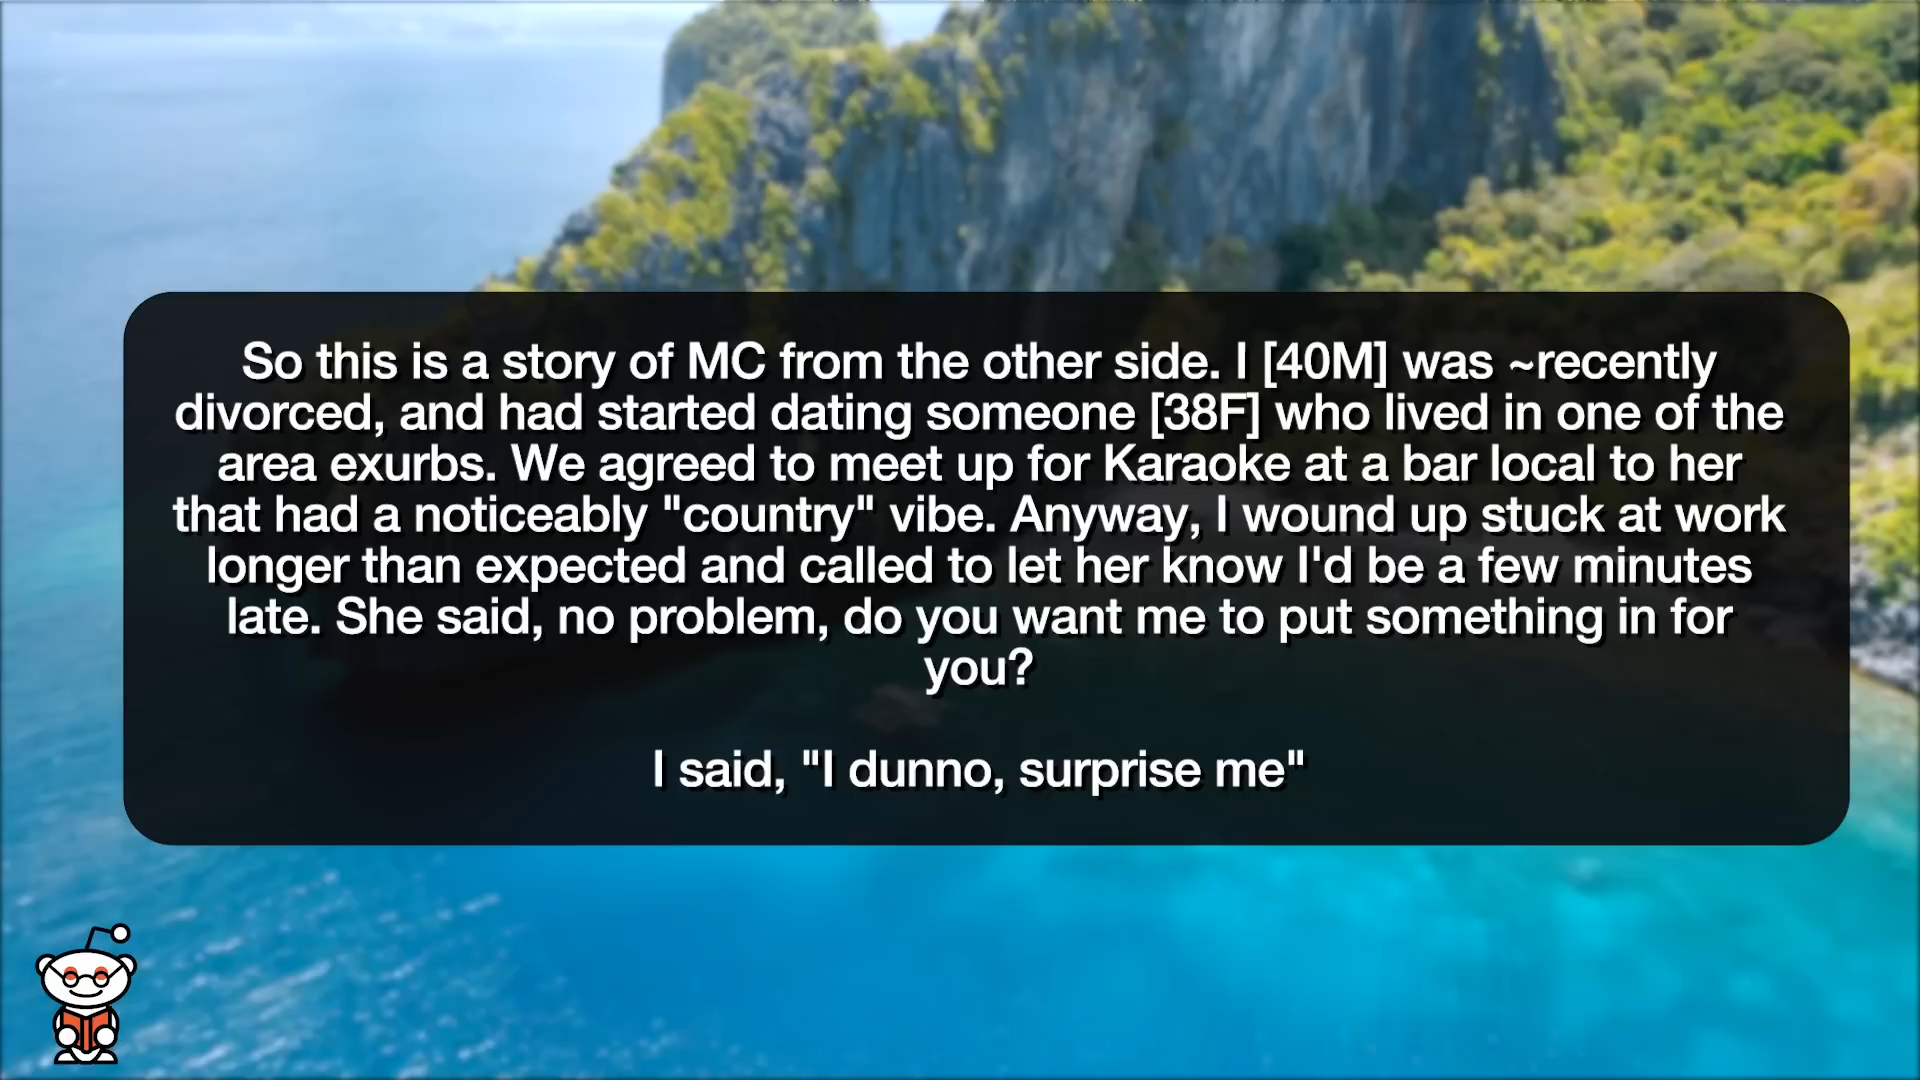 So this is a story of MC from the other side. I [40M] was ~recently
divorced, and had started dating someone [38F] who lived in one of the
area exurbs. We agreed to meet up for Karaoke at a bar local to her
that had a noticeably "country" vibe. Anyway, I wound up stuck at work
longer than expected and called to let her know I'd be a few minutes
late. She said, no problem, do you want me to put something in for
you?
I said, "I dunno, surprise me"